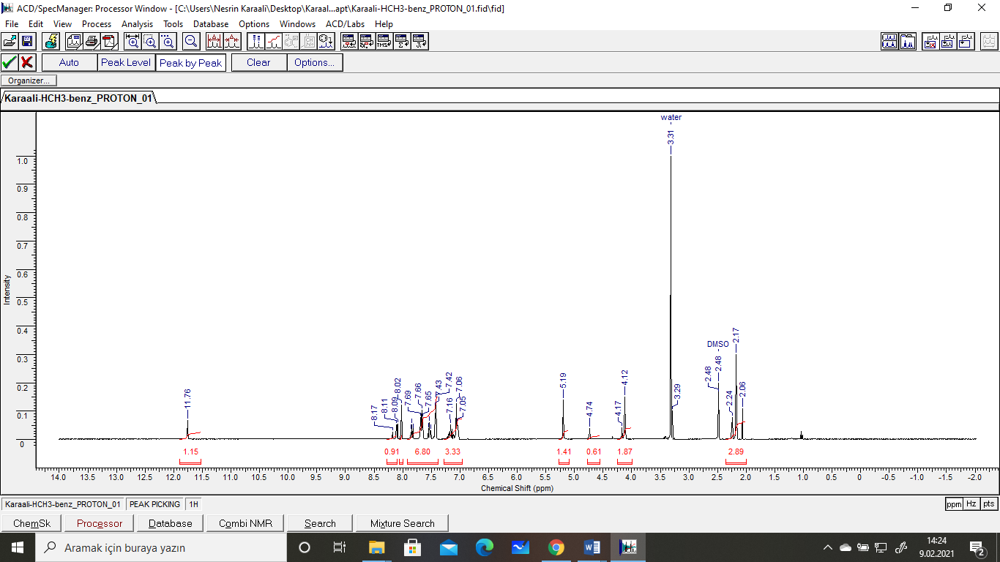 ACD/SpecManager: Processor Window - [C:\Users\Nesrin Karaali\Desktop\Karaal...apt\Karaali-HCH3-benz_PROTON_01.fid\fid]
File Edit View Process Analysis Tools Database Options Windows ACD/Labs Help
Auto Peak Level Peak by Peak Clear Options...
Organizer...
Karaali-HCH3-benz_PROTON_01
water
3.31
1.0
0.9
0.8
0.7
0.6
0.5
0.4
0.3
0.2
0.1
0
Intensity
DMSO
11.76
8.17
8.11
8.09
8.02
7.69
7.66
7.65
7.43
7.42
7.16
7.06
7.05
5.19
4.74
4.17
4.12
3.29
2.48
2.48
2.24
2.17
2.06
1.15 0.91 6.80 3.33 1.41 0.61 1.87 2.89
14.0 13.5 13.0 12.5 12.0 11.5 11.0 10.5 10.0 9.5 9.0 8.5 8.0 7.5 7.0 6.5 6.0 5.5 5.0 4.5 4.0 3.5 3.0 2.5 2.0 1.5 1.0 0.5 0 -0.5 -1.0 -1.5 -2.0
Chemical Shift (ppm)
Karaali-HCH3-benz_PROTON_01 PEAK PICKING 1H ppm Hz pts
ChemSk Processor Database Combi NMR Search Mixture Search
Aramak için buraya yazın
14:24
9.02.2021
2